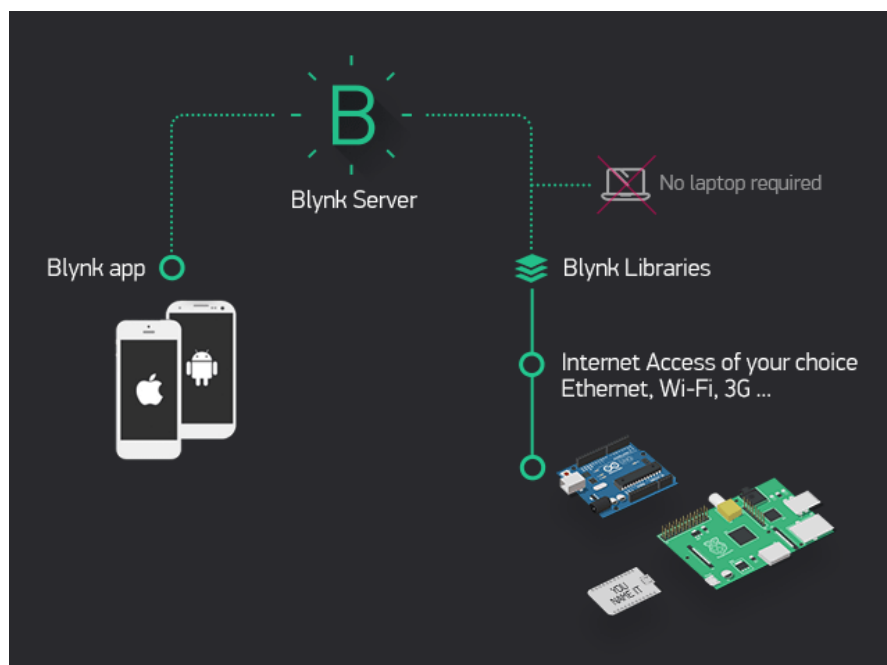 B
Blynk Server
No laptop required
Blynk app
Blynk Libraries
Internet Access of your choice
Ethernet, Wi-Fi, 3G ...
YOU
NAME IT